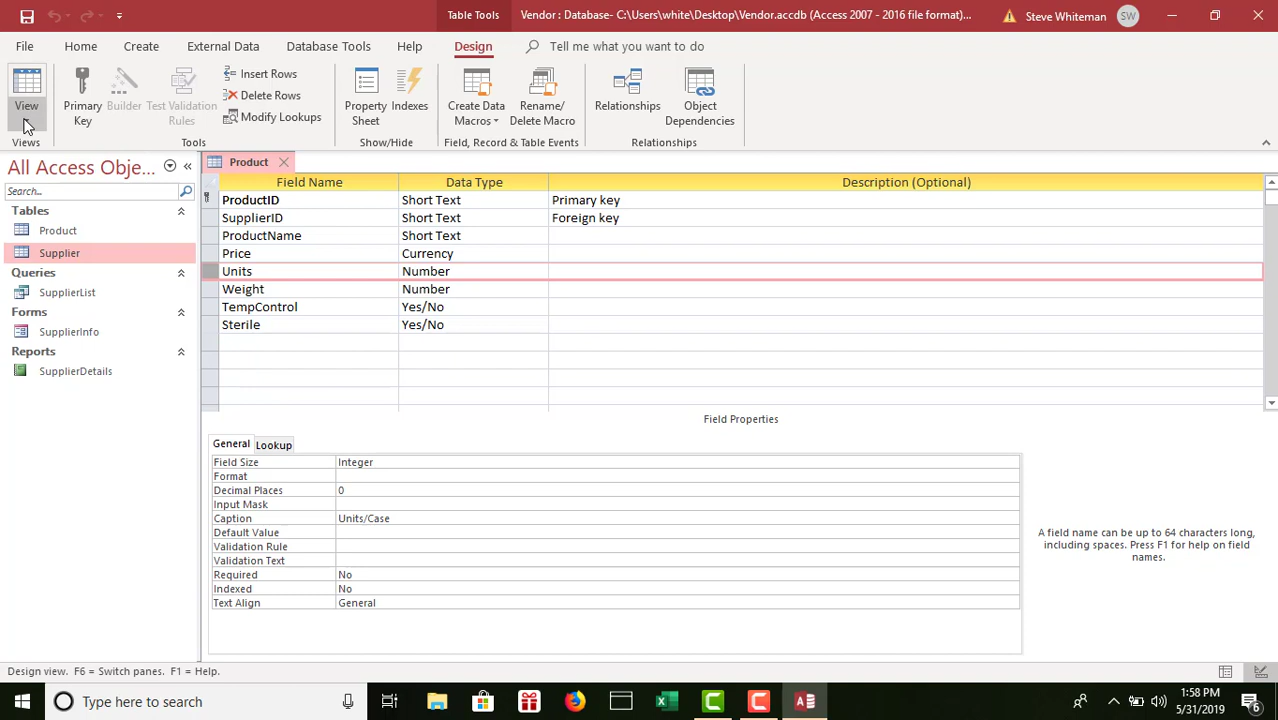 Table Tools
Vendor : Database- C:\Users\white\Desktop\Vendor.accdb (Access 2007 - 2016 file format)...
Steve Whiteman
SW
File
Home
Create
External Data
Database Tools
Help
Design
Tell me what you want to do
View
Primary Key
Builder
Test Validation Rules
Insert Rows
Delete Rows
Modify Lookups
Property Sheet
Indexes
Create Data Macros
Rename/ Delete Macro
Relationships
Object Dependencies
Views
Tools
Show/Hide
Field, Record & Table Events
Relationships
All Access Obje...
Search...
Tables
Product
Supplier
Queries
SupplierList
Forms
SupplierInfo
Reports
SupplierDetails
Product
Field Name Data Type Description (Optional)
ProductID Short Text Primary key
SupplierID Short Text Foreign key
ProductName Short Text
Price Currency
Units Number
Weight Number
TempControl Yes/No
Sterile Yes/No
Field Properties
General Lookup
Field Size Integer
Format
Decimal Places 0
Input Mask
Caption Units/Case
Default Value
Validation Rule
Validation Text
Required No
Indexed No
Text Align General
A field name can be up to 64 characters long,
including spaces. Press F1 for help on field
names.
Design view. F6 = Switch panes. F1 = Help.
Type here to search
1:58 PM
5/31/2019
6